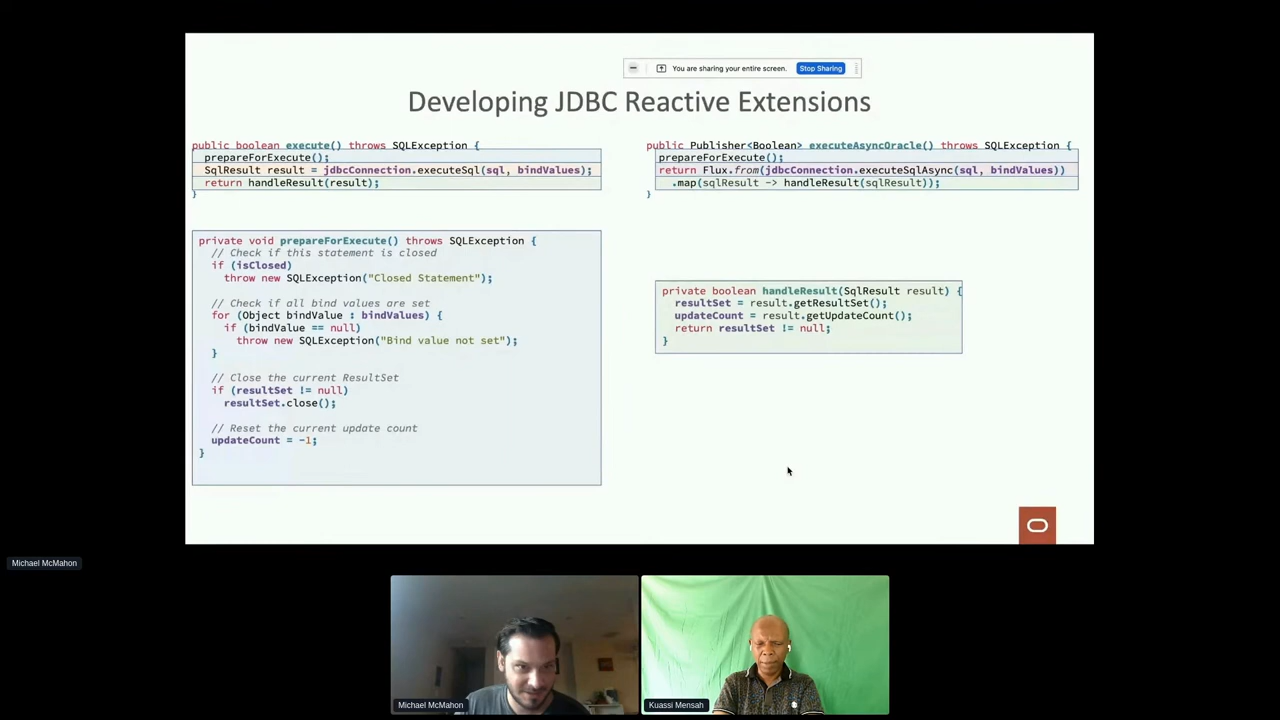 You are sharing your entire screen. Stop Sharing
Developing JDBC Reactive Extensions
public boolean execute() throws SQLException {
prepareForExecute();
SqlResult result = jdbcConnection.executeSql(sql, bindValues);
return handleResult(result);
}
public Publisher<Boolean> executeAsyncOracle() throws SQLException {
prepareForExecute();
return Flux.from(jdbcConnection.executeSqlAsync(sql, bindValues))
.map(sqlResult -> handleResult(sqlResult));
}
private void prepareForExecute() throws SQLException {
// Check if this statement is closed
if (isClosed)
throw new SQLException("Closed Statement");
// Check if all bind values are set
for (Object bindValue : bindValues) {
if (bindValue == null)
throw new SQLException("Bind value not set");
}
// Close the current ResultSet
if (resultSet != null)
resultSet.close();
// Reset the current update count
updateCount = -1;
}
private boolean handleResult(SqlResult result) {
resultSet = result.getResultSet();
updateCount = result.getUpdateCount();
return resultSet != null;
}
Michael McMahon
Michael McMahon
Kuassi Mensah